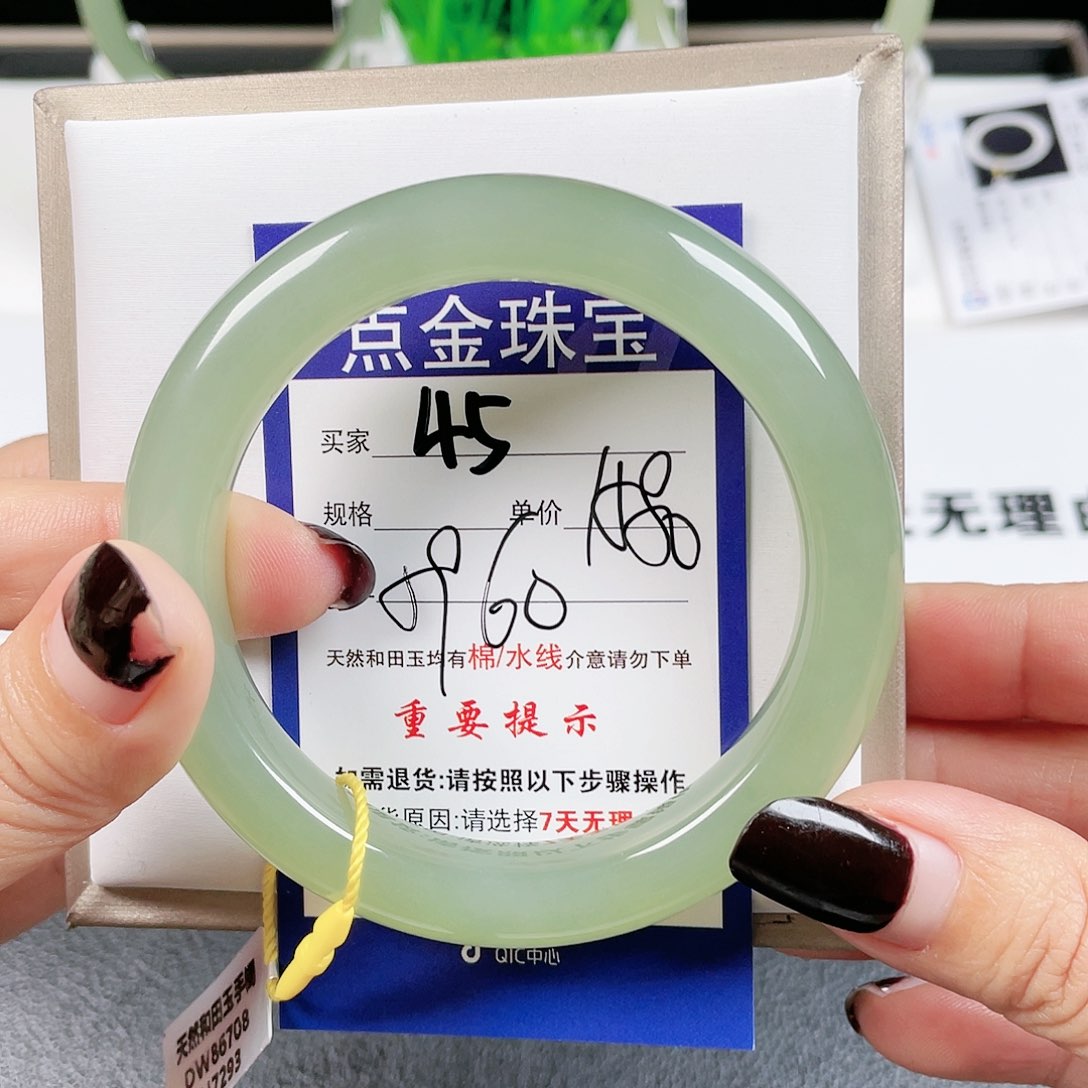 点金珠宝
买家 45
规格 单价
960
天然和田玉均有棉/水线介意请勿下单
重要提示
如需退货:请按照以下步骤操作
货原因:请选择7天无理
QIC中心
无理
天然和田玉手镯
DW86708
7293